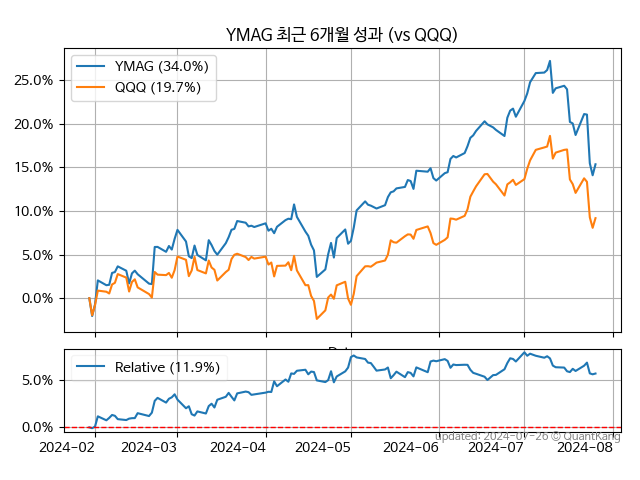 YMAG 최근 6개월 성과 (vs QQQ)
YMAG (34.0%)
QQQ (19.7%)
25.0%
20.0%
15.0%
10.0%
5.0%
0.0%
Relative (11.9%)
5.0%
0.0%
Updated: 2024-07-26 © QuantKang
2024-02 2024-03 2024-04 2024-05 2024-06 2024-07 2024-08